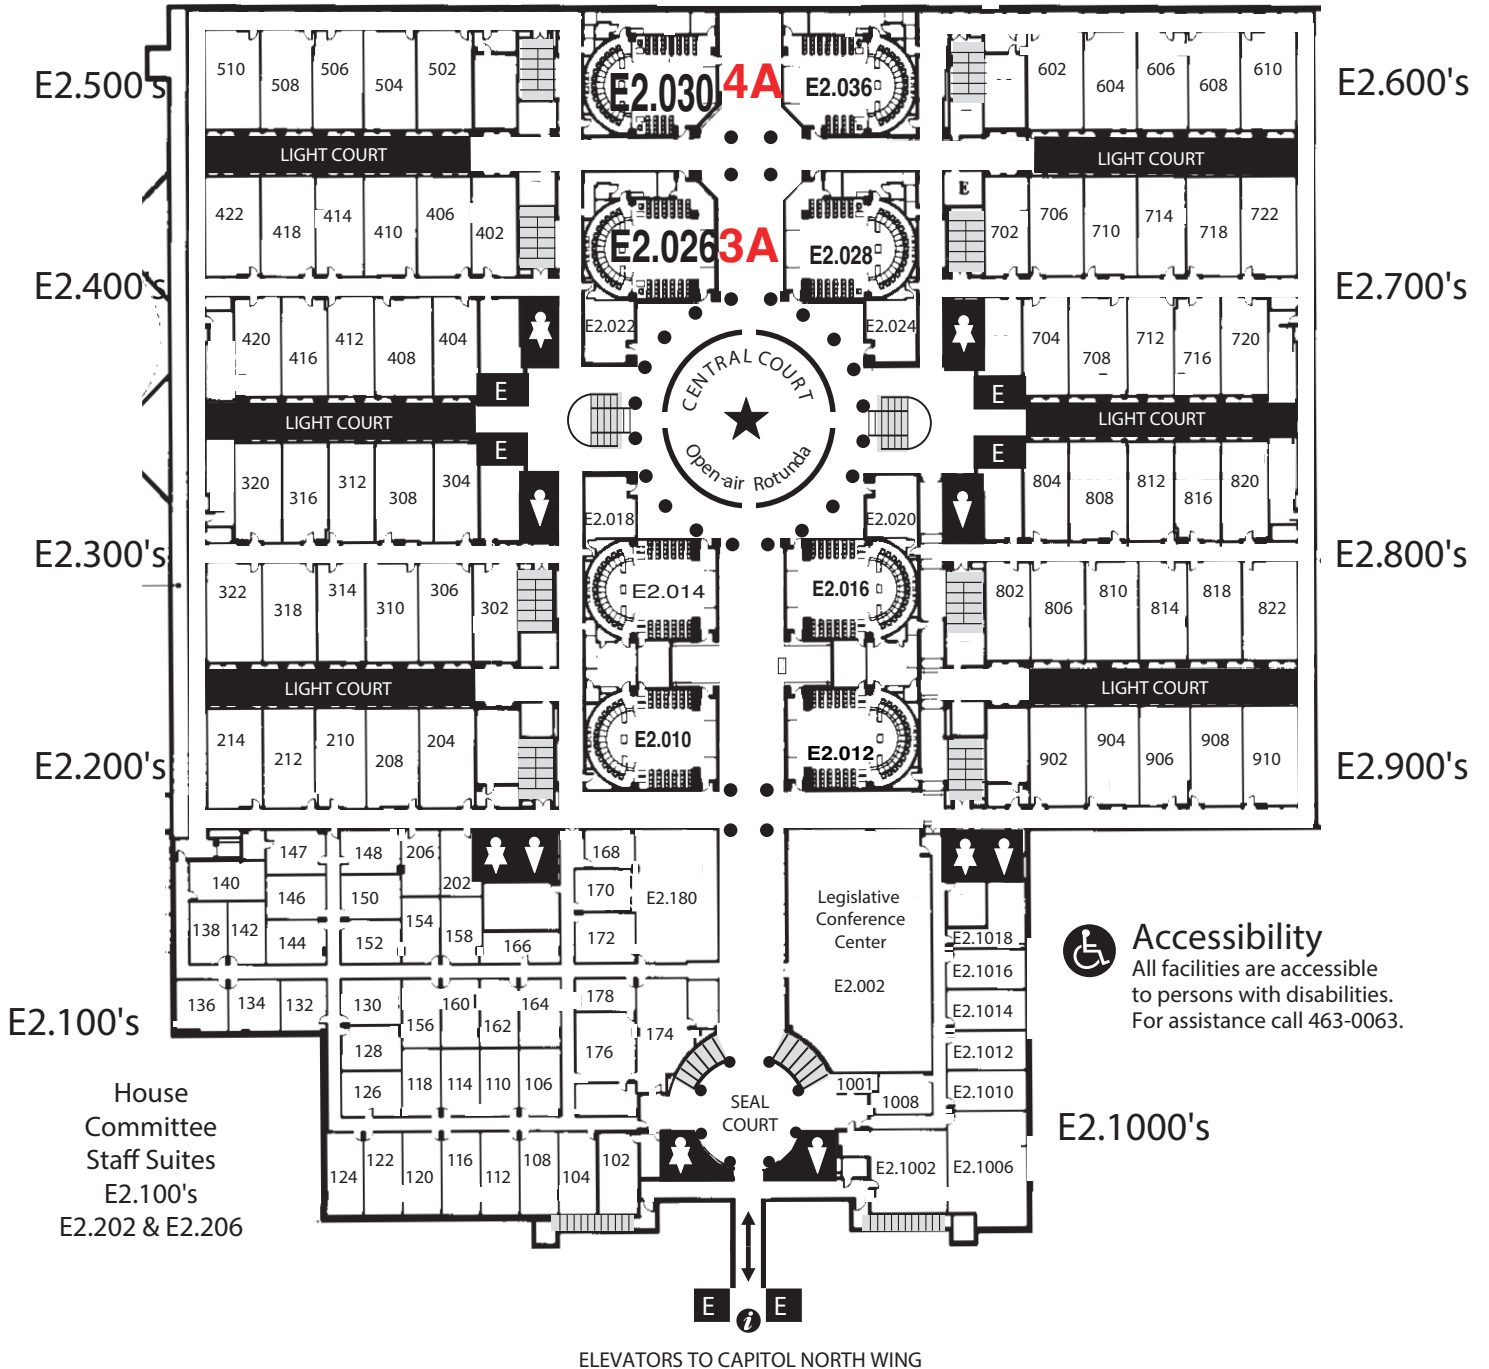 510
508
506
504
502
E2.500's
E2.030
4A
E2.036
602
604
606
608
610
E2.600's
LIGHT COURT
LIGHT COURT
E
422
418
414
410
406
402
E2.026
3A
E2.028
702
706
710
714
718
722
E2.400's
E2.700's
420
416
412
408
404
E2.022
E2.024
704
708
712
716
720
E
E
LIGHT COURT
CENTRAL COURT
Open-air Rotunda
LIGHT COURT
E
E
320
316
312
308
304
E2.018
E2.020
804
808
812
816
820
E2.300's
E2.800's
322
318
314
310
306
302
E2.014
E2.016
802
806
810
814
818
822
LIGHT COURT
LIGHT COURT
214
212
210
208
204
E2.010
E2.012
902
904
906
908
910
E2.200's
E2.900's
147
148
206
202
168
140
146
150
170
E2.180
138
142
144
152
154
158
166
172
Legislative
Conference
Center
E2.002
E2.1018
E2.1016
E2.1014
E2.1012
E2.1010
Accessibility
All facilities are accessible
to persons with disabilities.
For assistance call 463-0063.
E2.100's
136
134
132
130
128
126
156
160
162
164
178
176
174
118
114
110
106
SEAL
COURT
1001
1008
E2.1000's
House
Committee
Staff Suites
E2.100's
E2.202 & E2.206
124
122
120
116
112
108
104
102
E2.1002
E2.1006
E
i
E
ELEVATORS TO CAPITOL NORTH WING